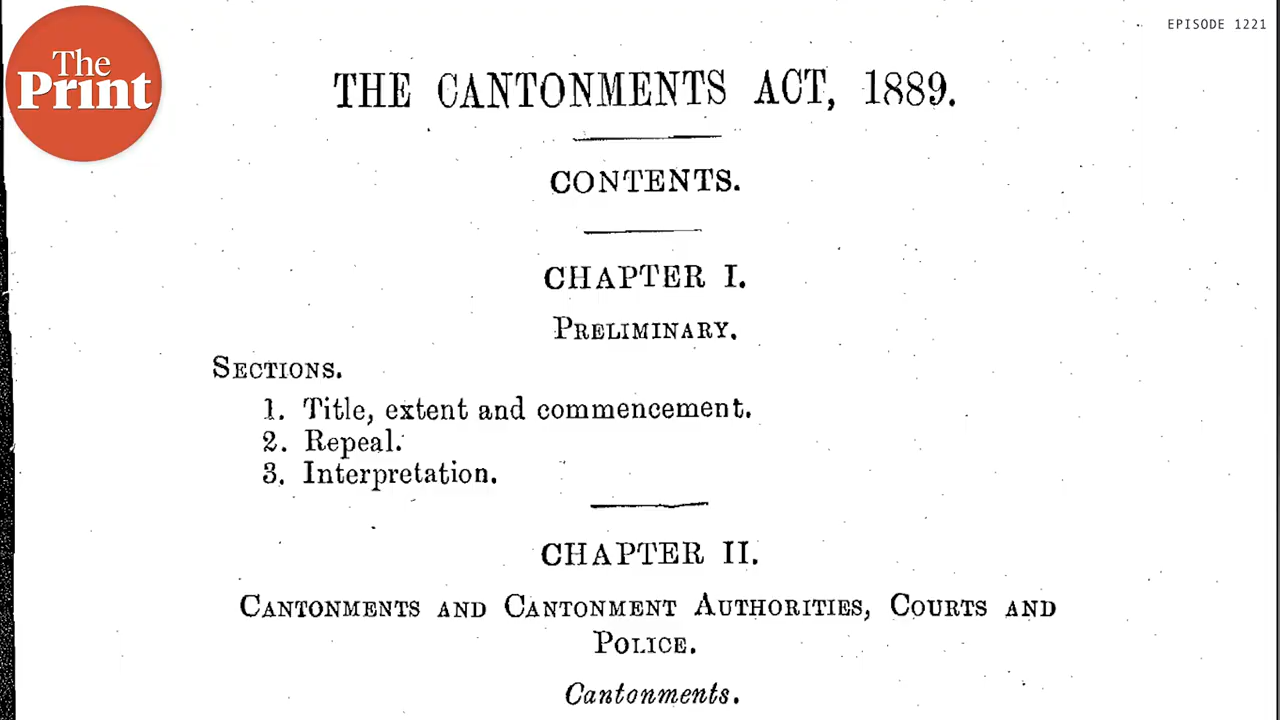 The
Print
EPISODE 1221
THE CANTONMENTS ACT, 1889.
CONTENTS.
CHAPTER I.
PRELIMINARY.
SECTIONS.
1. Title, extent and commencement.
2. Repeal.
3. Interpretation.
CHAPTER II.
CANTONMENTS AND CANTONMENT AUTHORITIES, COURTS AND
POLICE.
Cantonments.